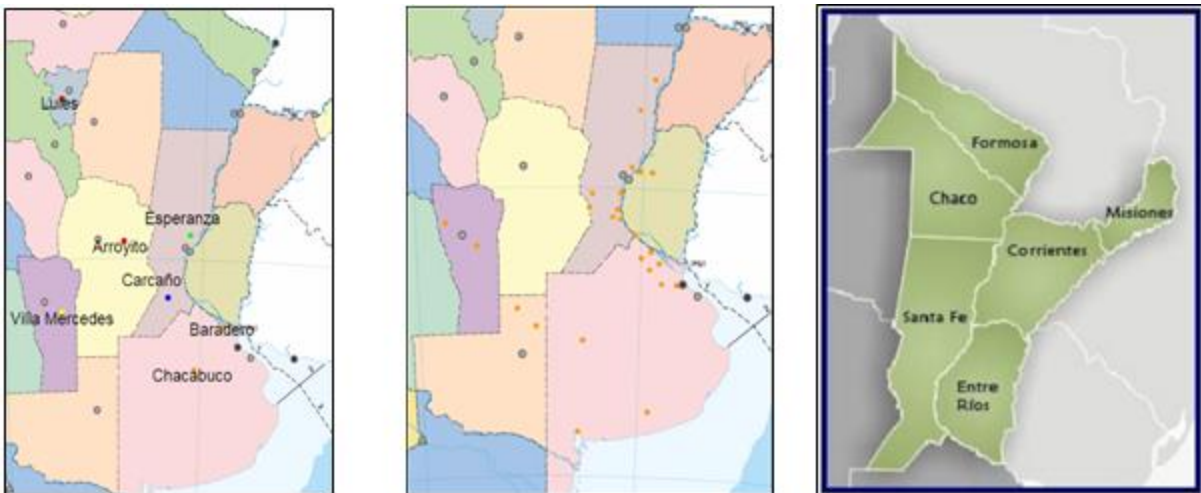 Lules
Esperanza
Arroyito
Carcaño
Villa Mercedes
Baradero
Chacabuco
Formosa
Chaco
Misiones
Corrientes
Santa Fe
Entre
Ríos